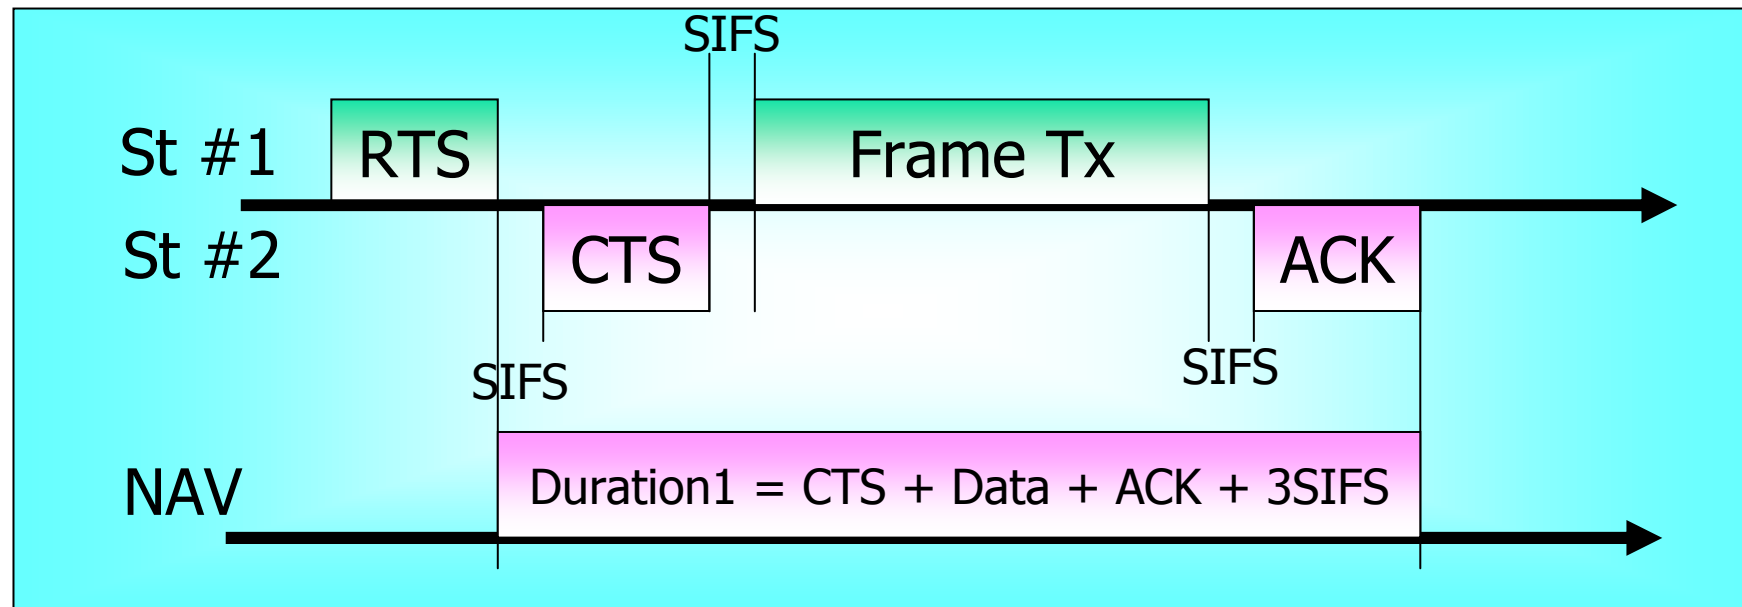 SIFS
St #1
RTS
Frame Tx
St #2
CTS
ACK
SIFS
SIFS
NAV
Duration1 = CTS + Data + ACK + 3SIFS